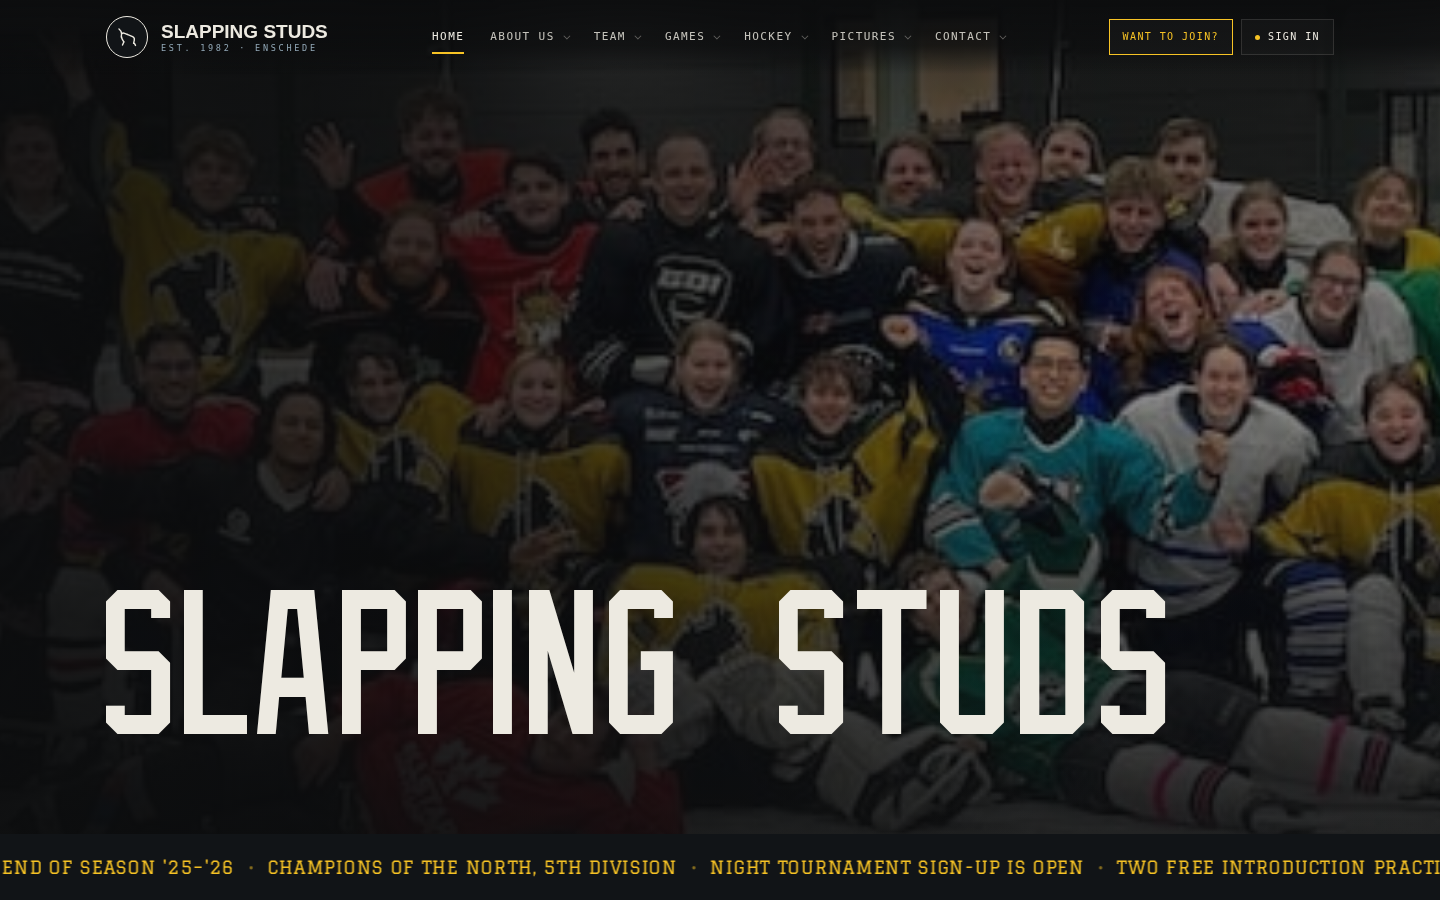 SLAPPING STUDS
EST. 1982 · ENSCHEDE
HOME
ABOUT US
TEAM
GAMES
HOCKEY
PICTURES
CONTACT
WANT TO JOIN?
SIGN IN
GDI
SLAPPING STUDS
END OF SEASON '25-'26 · CHAMPIONS OF THE NORTH, 5TH DIVISION · NIGHT TOURNAMENT SIGN-UP IS OPEN · TWO FREE INTRODUCTION PRACTI